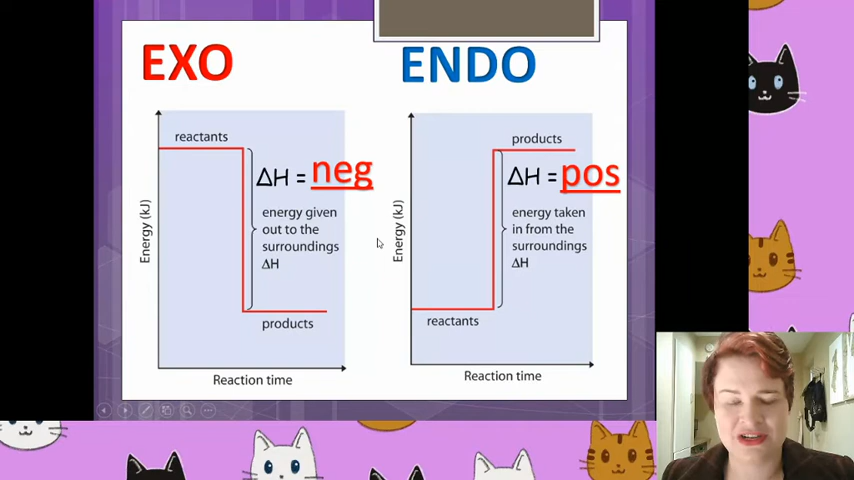 EXO
ENDO
reactants
ΔH = neg
energy given
out to the
surroundings
ΔH
products
Energy (kJ)
Reaction time
products
ΔH = pos
energy taken
in from the
surroundings
ΔH
reactants
Energy (kJ)
Reaction time